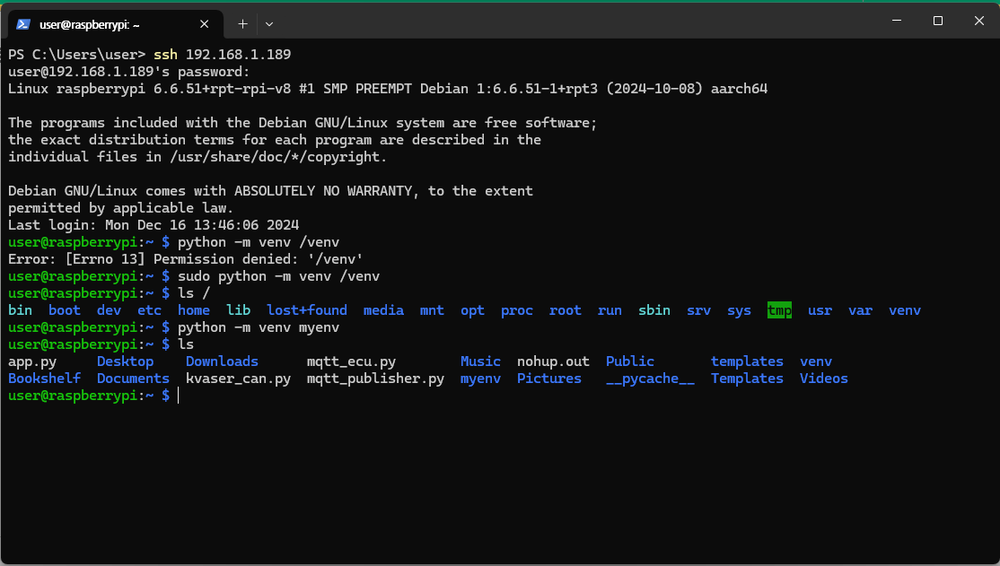 user@raspberrypi: ~
PS C:\Users\user> ssh 192.168.1.189
user@192.168.1.189's password:
Linux raspberrypi 6.6.51+rpt-rpi-v8 #1 SMP PREEMPT Debian 1:6.6.51-1+rpt3 (2024-10-08) aarch64
The programs included with the Debian GNU/Linux system are free software;
the exact distribution terms for each program are described in the
individual files in /usr/share/doc/*/copyright.
Debian GNU/Linux comes with ABSOLUTELY NO WARRANTY, to the extent
permitted by applicable law.
Last login: Mon Dec 16 13:46:06 2024
user@raspberrypi:~ $ python -m venv /venv
Error: [Errno 13] Permission denied: '/venv'
user@raspberrypi:~ $ sudo python -m venv /venv
user@raspberrypi:~ $ ls /
bin boot dev etc home lib lost+found media mnt opt proc root run sbin srv sys tmp usr var venv
user@raspberrypi:~ $ python -m venv myenv
user@raspberrypi:~ $ ls
app.py Desktop Downloads mqtt_ecu.py Music nohup.out Public templates venv
Bookshelf Documents kvaser_can.py mqtt_publisher.py myenv Pictures __pycache__ Templates Videos
user@raspberrypi:~ $